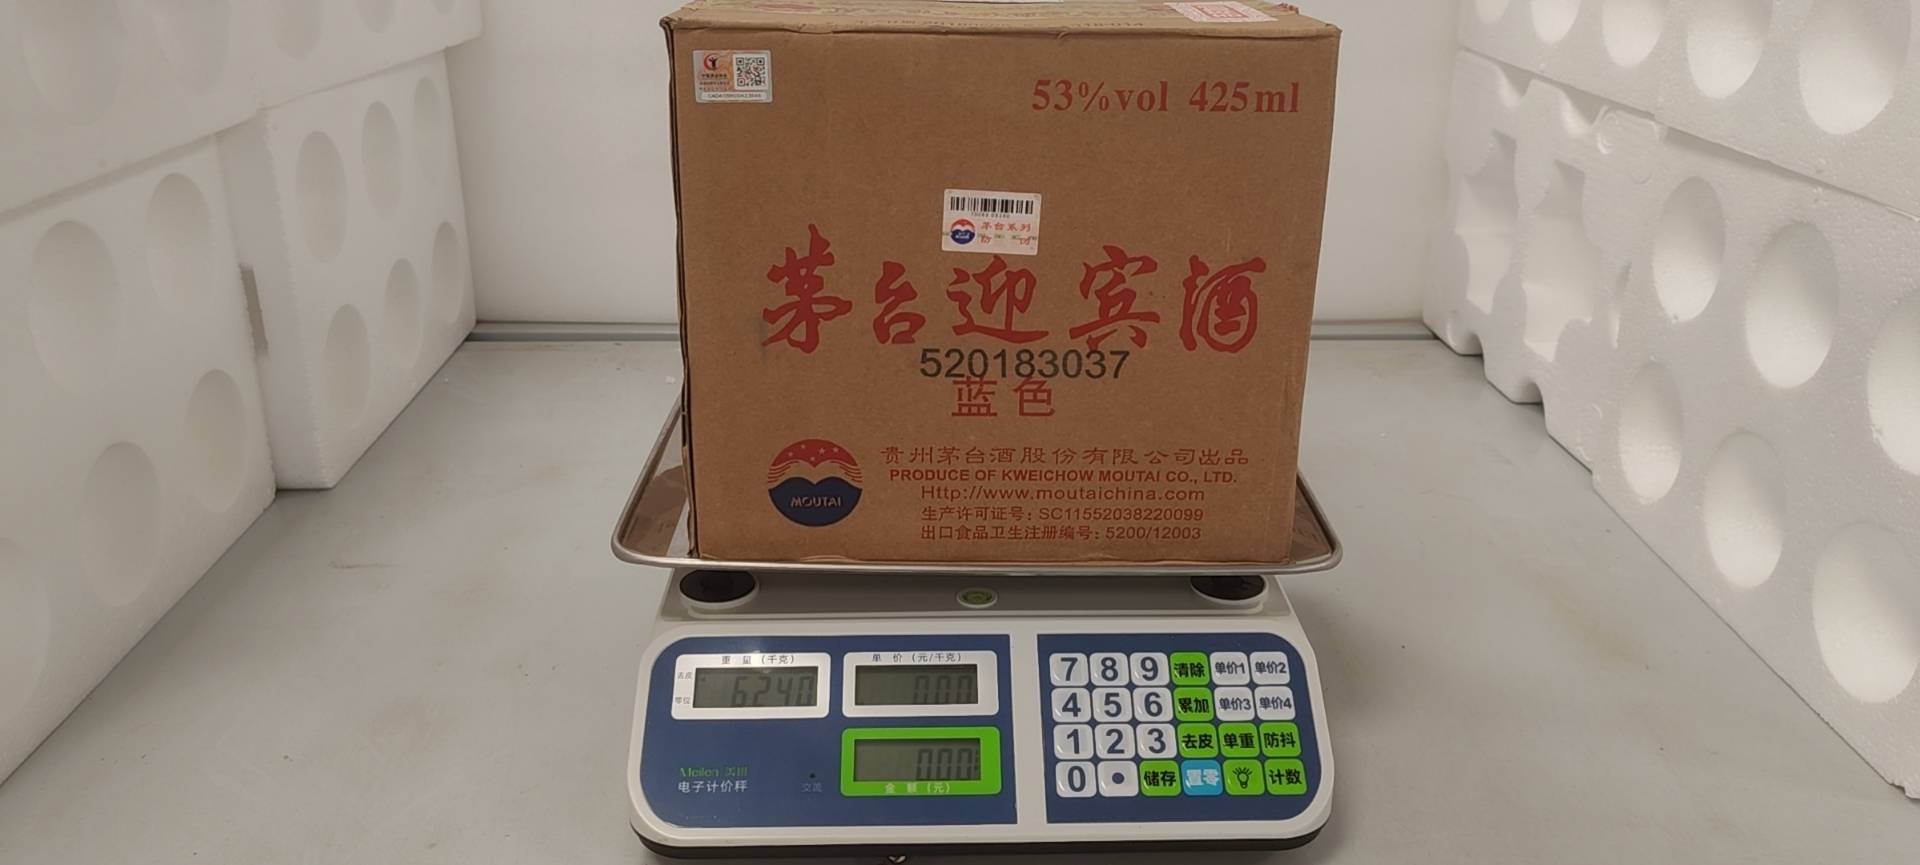 53%vol 425ml
茅台系列
茅台迎宾酒
520183037
蓝色
MOUTAI
贵州茅台酒股份有限公司出品
PRODUCE OF KWEICHOW MOUTAI CO., LTD.
Http://www.moutaichina.com
生产许可证号：SC11552038220099
出口食品卫生注册编号：5200/12003
重 量（千克）
单 价（元/千克）
去皮
零位
6.240
0.00
0.00
金 额（元）
Meilen
电子计价秤
交流
7 8 9 清除 单价1 单价2
4 5 6 累加 单价3 单价4
1 2 3 去皮 单重 防抖
0 • 储存 置零 计数